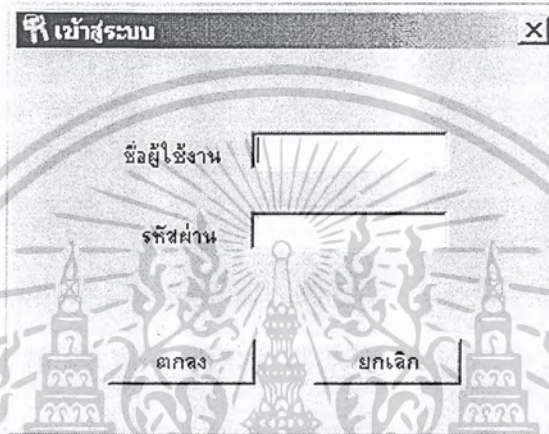 เข้าสู่ระบบ
ชื่อผู้ใช้งาน
รหัสผ่าน
ตกลง ยกเลิก